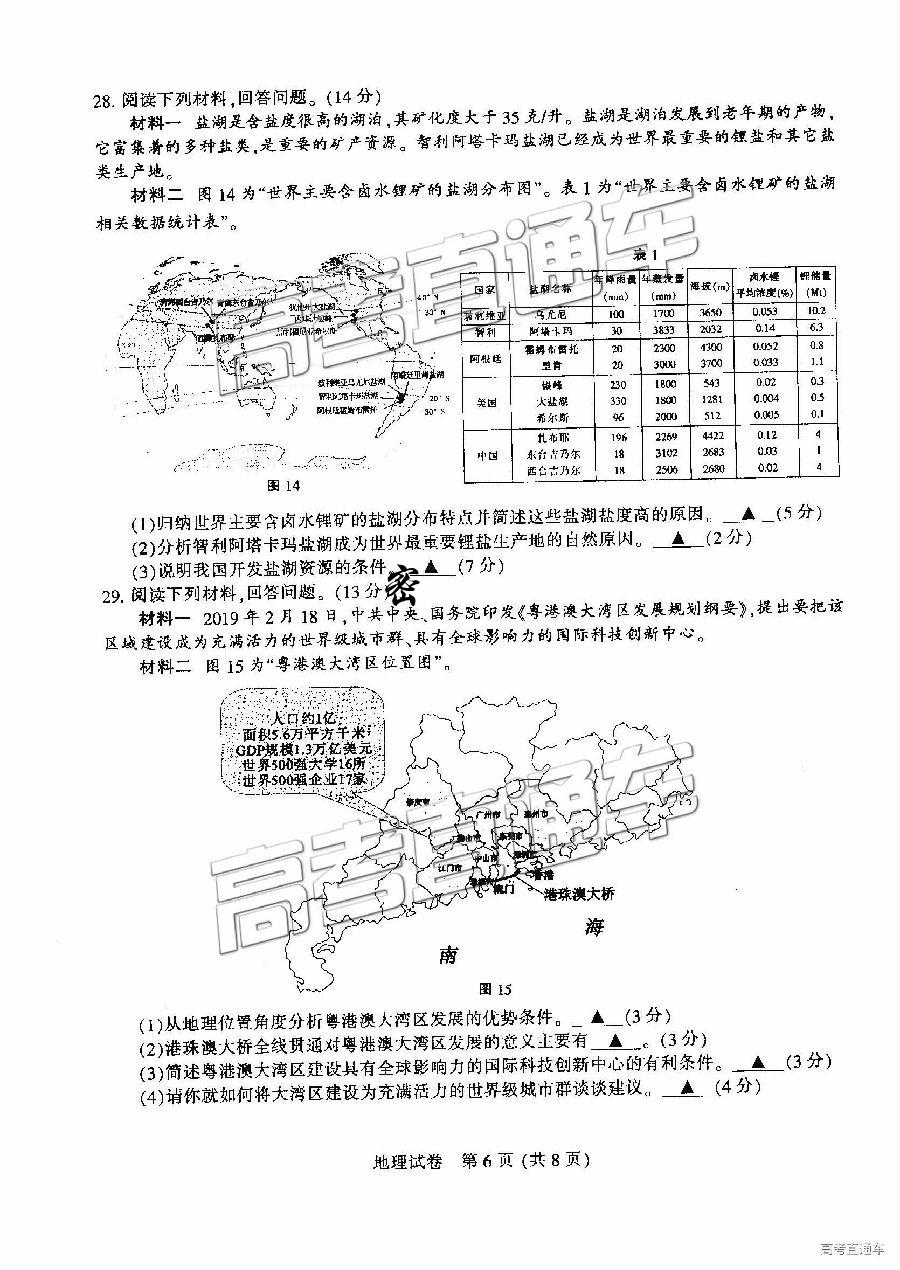 28. 阅读下列材料,回答问题。(14分)
材料一 盐湖是含盐度很高的湖泊,其矿化度大于35克/升。盐湖是湖泊发展到老年期的产物,
它富集着的多种盐类,是重要的矿产资源。智利阿塔卡玛盐湖已经成为世界最重要的锂盐和其它盐
类生产地。
材料二 图14为“世界主要含卤水锂矿的盐湖分布图”。表1为“世界主要含卤水锂矿的盐湖
相关数据统计表”。
高考直通车
40° N
30° N
20° S
30° S
图14
表1
国家 盐湖名称 年降雨量(mm) 年蒸发量(mm) 海拔(m) 卤水锂平均浓度(%) 锂储量(Mt)
玻利维亚 乌尤尼 100 1700 3650 0.053 10.2
智利 阿塔卡玛 30 3833 2032 0.14 6.3
阿根廷 霍姆布雷托 20 2300 4300 0.052 0.8
里肯 20 3000 3700 0.033 1.1
美国 银峰 230 1800 543 0.02 0.3
大盐湖 330 1800 1281 0.004 0.5
希尔斯 96 2000 512 0.005 0.1
中国 扎布耶 196 2269 4422 0.12 4
东台吉乃尔 18 3102 2683 0.03 1
西台吉乃尔 18 2506 2680 0.02 4
(1)归纳世界主要含卤水锂矿的盐湖分布特点并简述这些盐湖盐度高的原因。 ▲ (5分)
(2)分析智利阿塔卡玛盐湖成为世界最重要锂盐生产地的自然原因。 ▲ (2分)
(3)说明我国开发盐湖资源的条件 ▲ (7分)
密
29. 阅读下列材料,回答问题。(13分
材料一 2019年2月18日,中共中央、国务院印发《粤港澳大湾区发展规划纲要》,提出要把该
区域建设成为充满活力的世界级城市群、具有全球影响力的国际科技创新中心。
材料二 图15为“粤港澳大湾区位置图”。
人口约1亿
面积5.6万平方千米
GDP规模1.3万亿美元
世界500强大学16所
世界500强企业17家
肇庆市
广州市
惠州市
佛山市
东莞市
中山市
江门市
香港
澳门
港珠澳大桥
南
海
高考直通车
图15
(1)从地理位置角度分析粤港澳大湾区发展的优势条件。 ▲ (3分)
(2)港珠澳大桥全线贯通对粤港澳大湾区发展的意义主要有 ▲ 。(3分)
(3)简述粤港澳大湾区建设具有全球影响力的国际科技创新中心的有利条件。 ▲ (3分)
(4)请你就如何将大湾区建设为充满活力的世界级城市群谈谈建议。 ▲ (4分)
地理试卷 第6页(共8页)
高考直通车